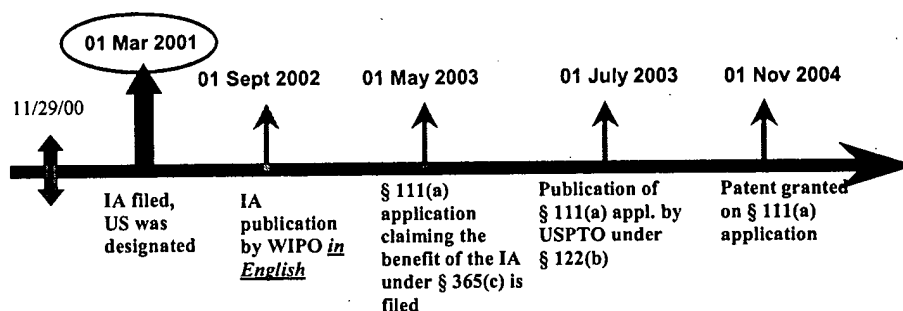 01 Mar 2001
01 Sept 2002
01 May 2003
01 July 2003
01 Nov 2004
11/29/00
IA filed,
US was
designated
IA
publication
by WIPO in
English
§ 111(a)
application
claiming the
benefit of the IA
under § 365(c) is
filed
Publication of
§ 111(a) appl. by
USPTO under
§ 122(b)
Patent granted
on § 111(a)
application